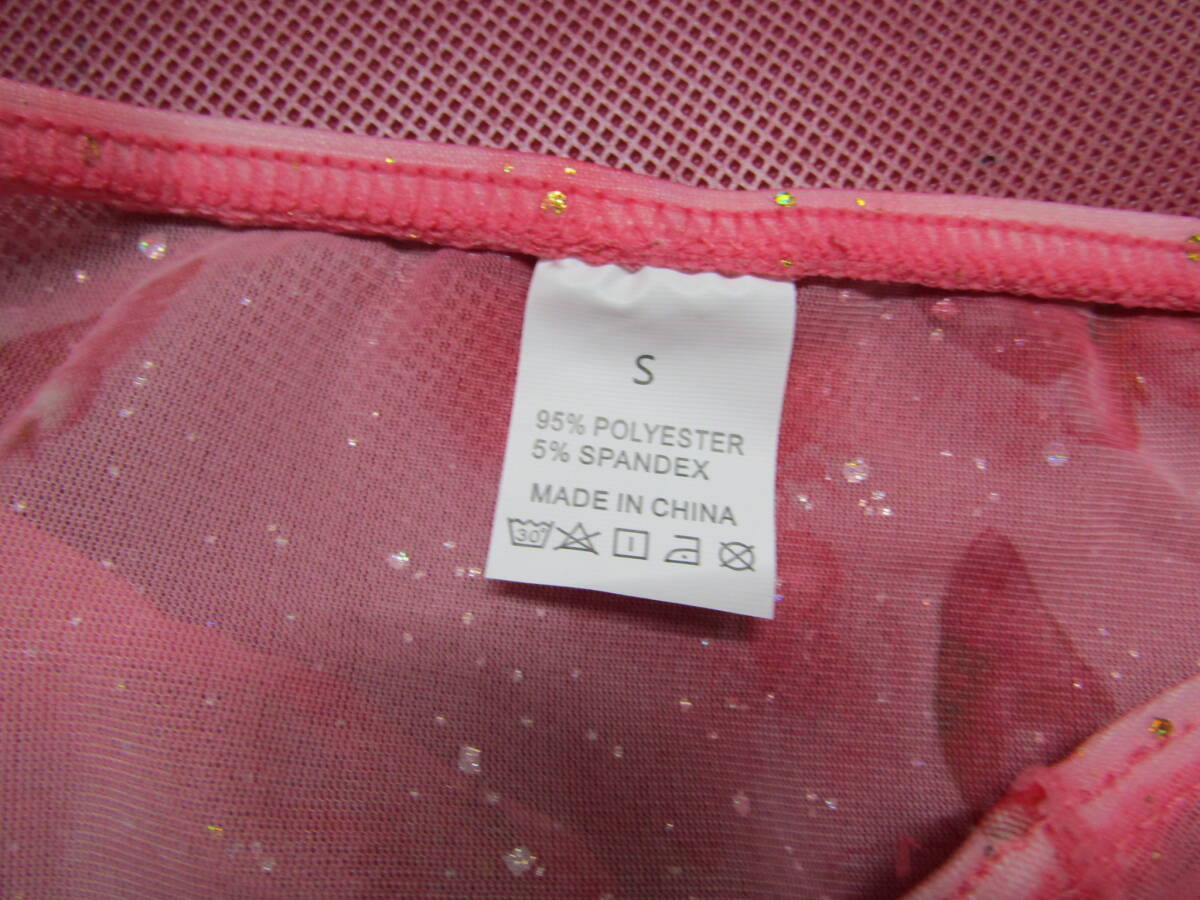 S
95% POLYESTER
5% SPANDEX
MADE IN CHINA
30°